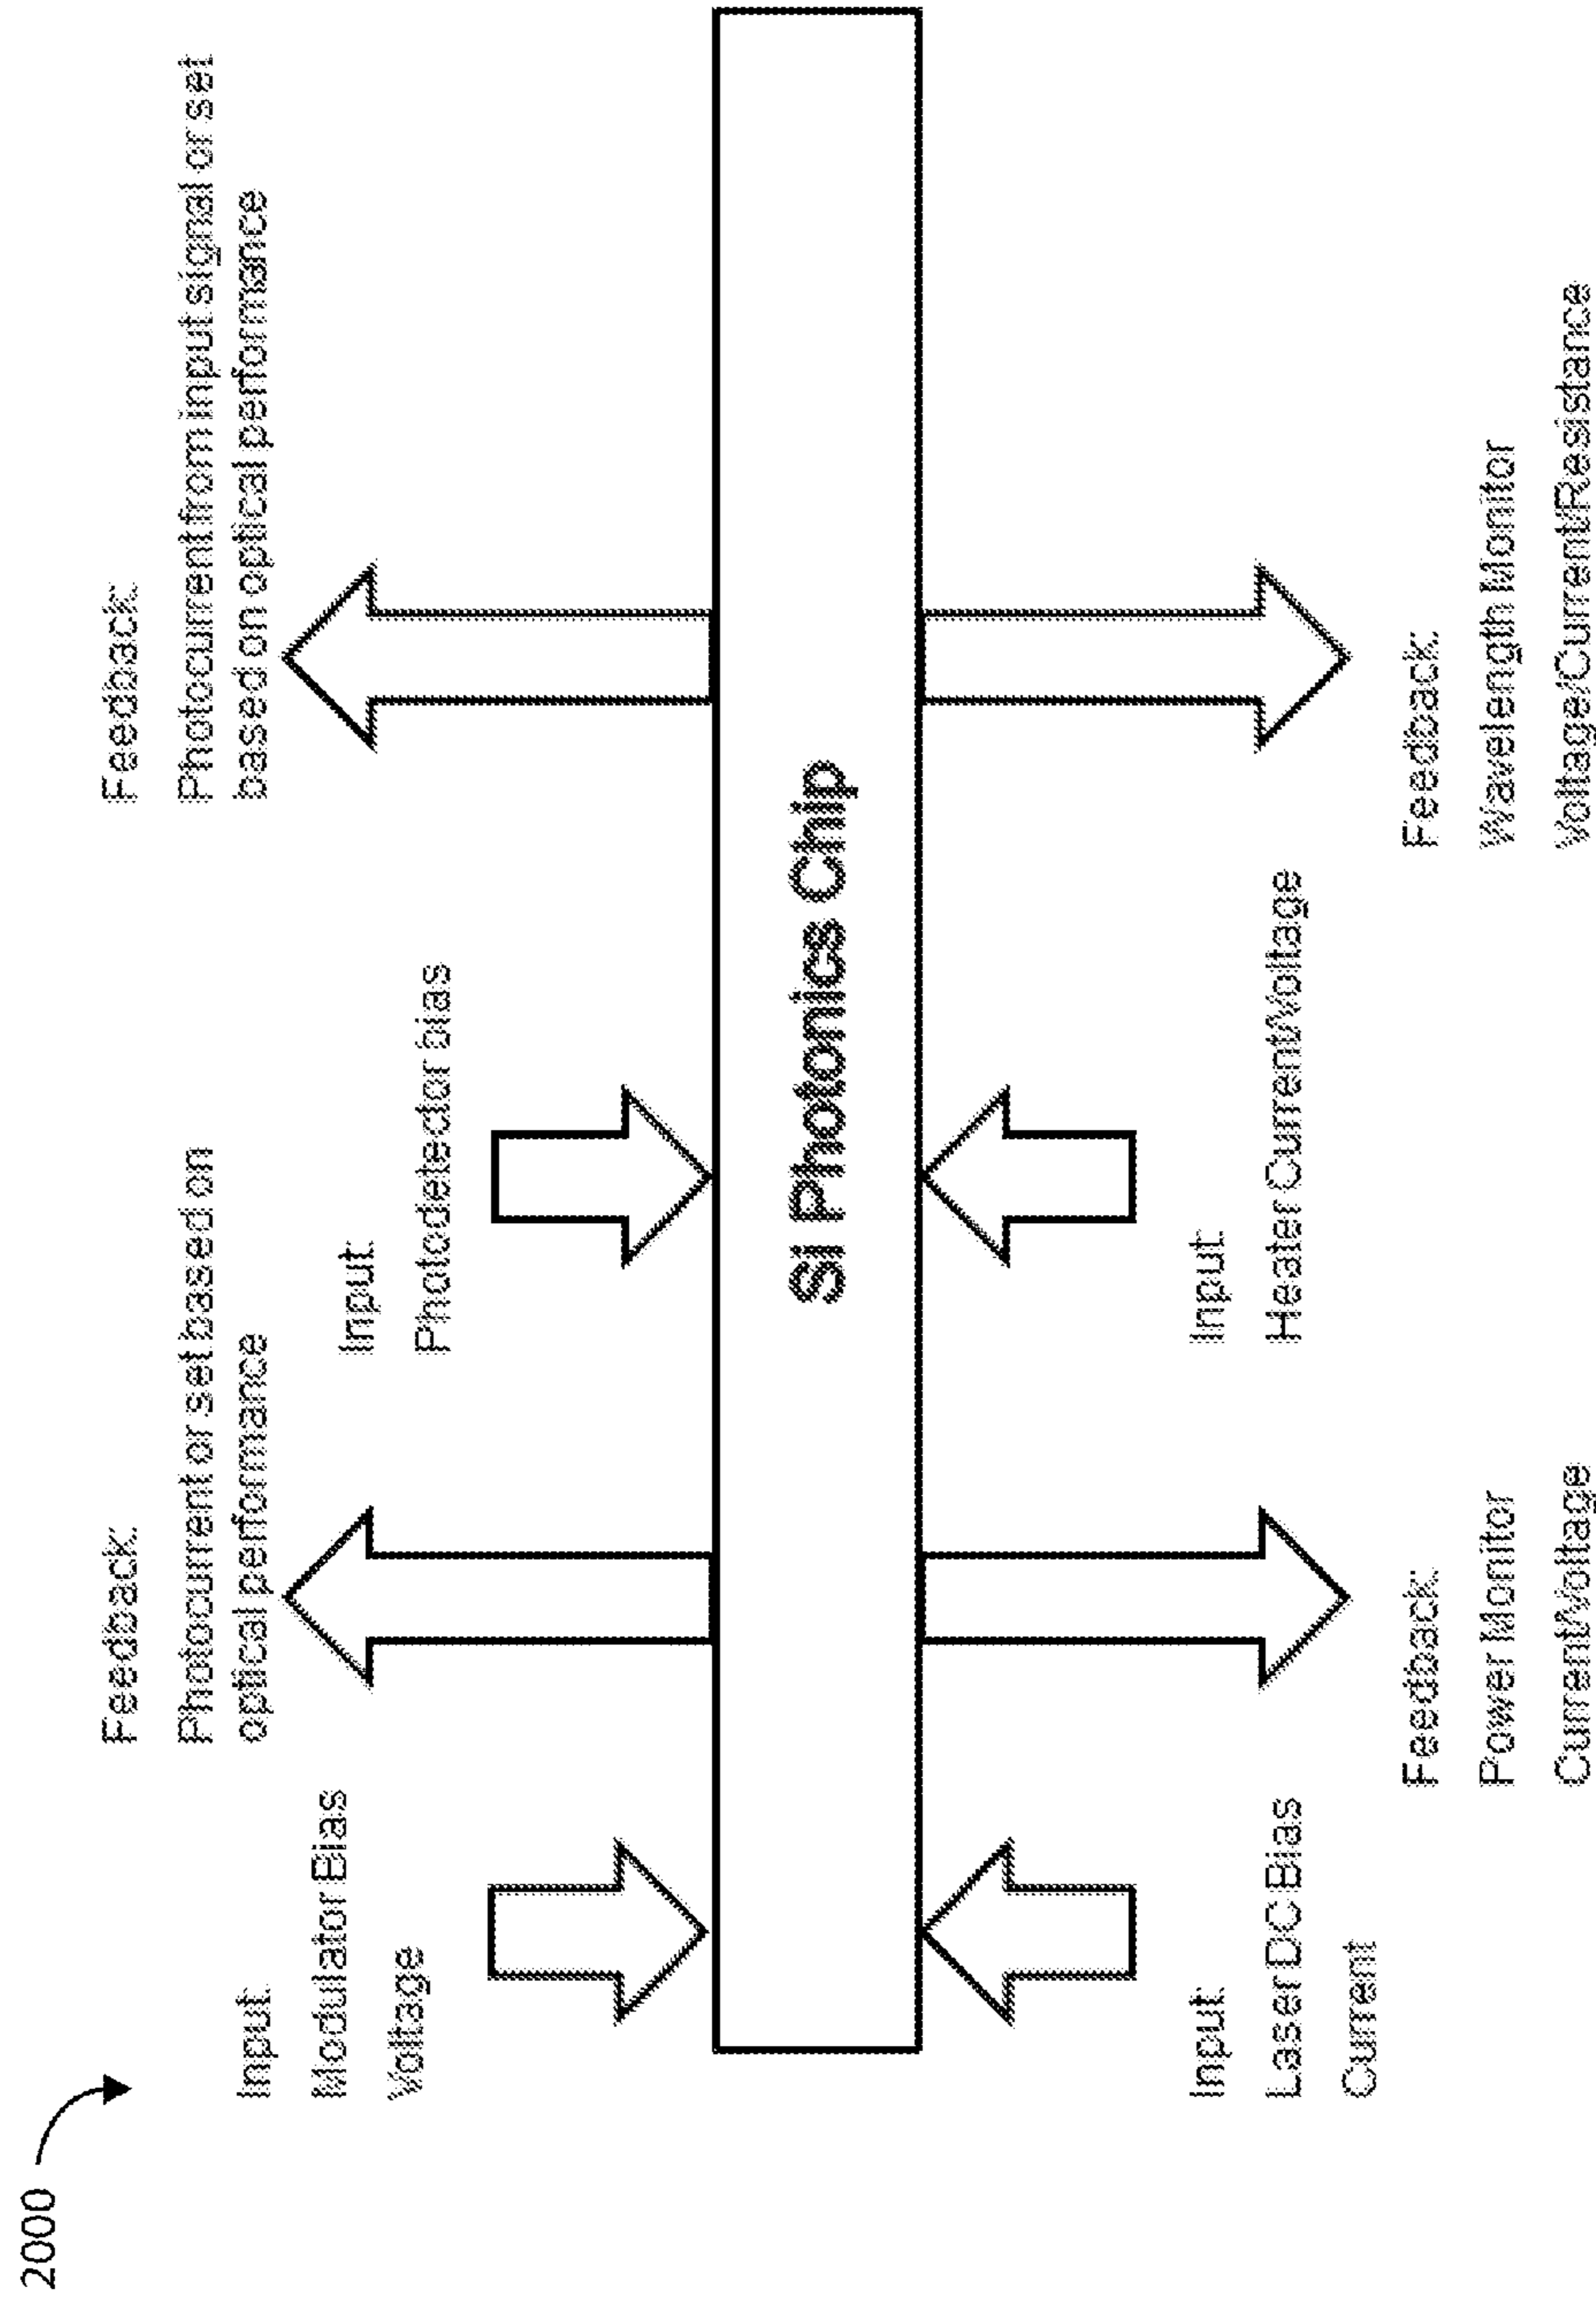 2000
Input:
Modulator Bias
Voltage
Feedback:
Photocurrent or set based on
optical performance
Input:
Photodetector bias
Feedback:
Photocurrent from input signal or set
based on optical performance
Si Photonics Chip
Input:
Laser DC Bias
Current
Feedback:
Power Monitor
Current/Voltage
Input:
Heater Current/Voltage
Feedback:
Wavelength Monitor
Voltage/Current/Resistance